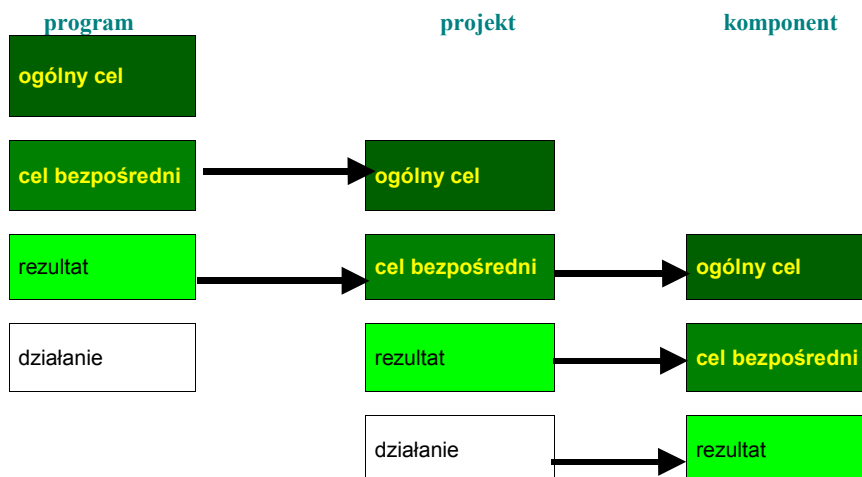 program projekt komponent
ogólny cel
cel bezpośredni ogólny cel
rezultat cel bezpośredni ogólny cel
działanie rezultat cel bezpośredni
działanie rezultat